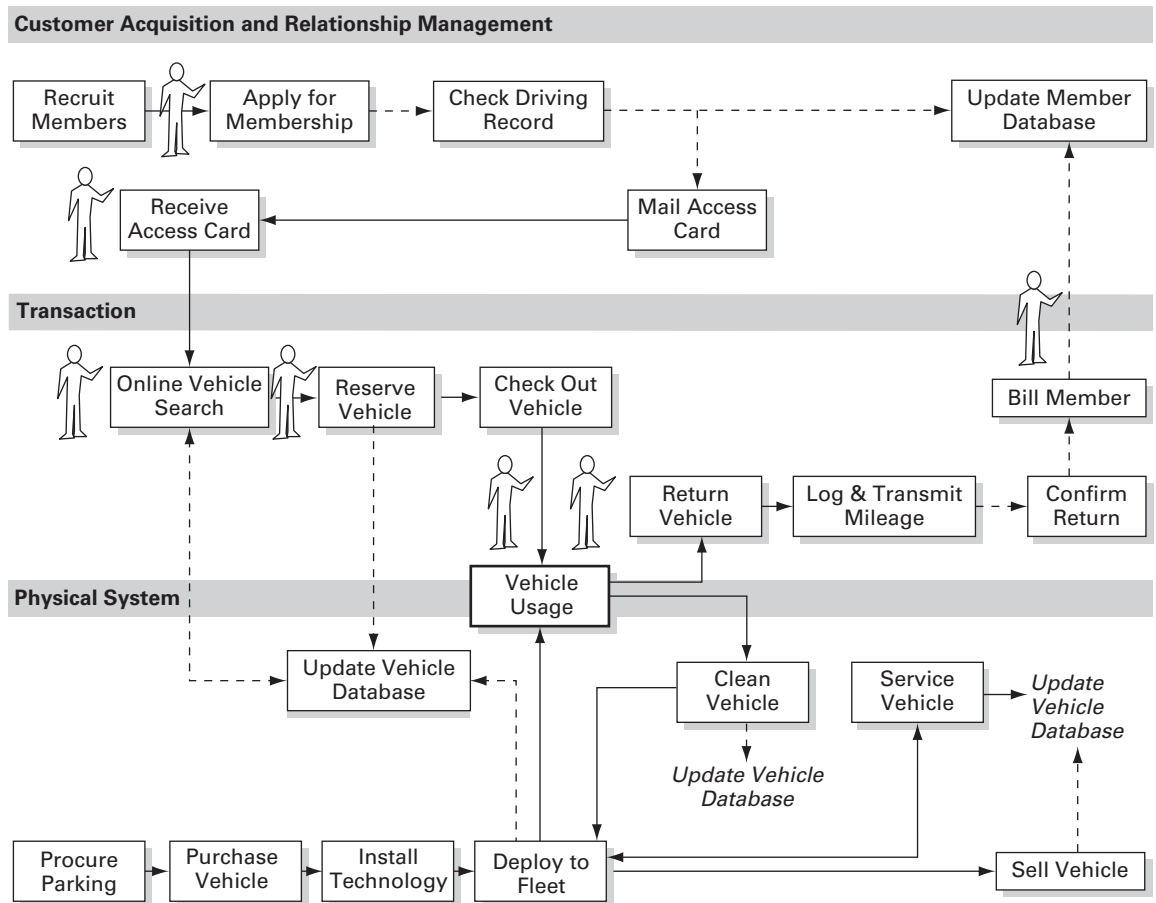 Customer Acquisition and Relationship Management
Recruit
Members
Apply for
Membership
Check Driving
Record
Update Member
Database
Receive
Access Card
Mail Access
Card
Transaction
Online Vehicle
Search
Reserve
Vehicle
Check Out
Vehicle
Bill Member
Return
Vehicle
Log & Transmit
Mileage
Confirm
Return
Vehicle
Usage
Physical System
Update Vehicle
Database
Clean
Vehicle
Service
Vehicle
Update
Vehicle
Database
Update Vehicle
Database
Procure
Parking
Purchase
Vehicle
Install
Technology
Deploy to
Fleet
Sell Vehicle